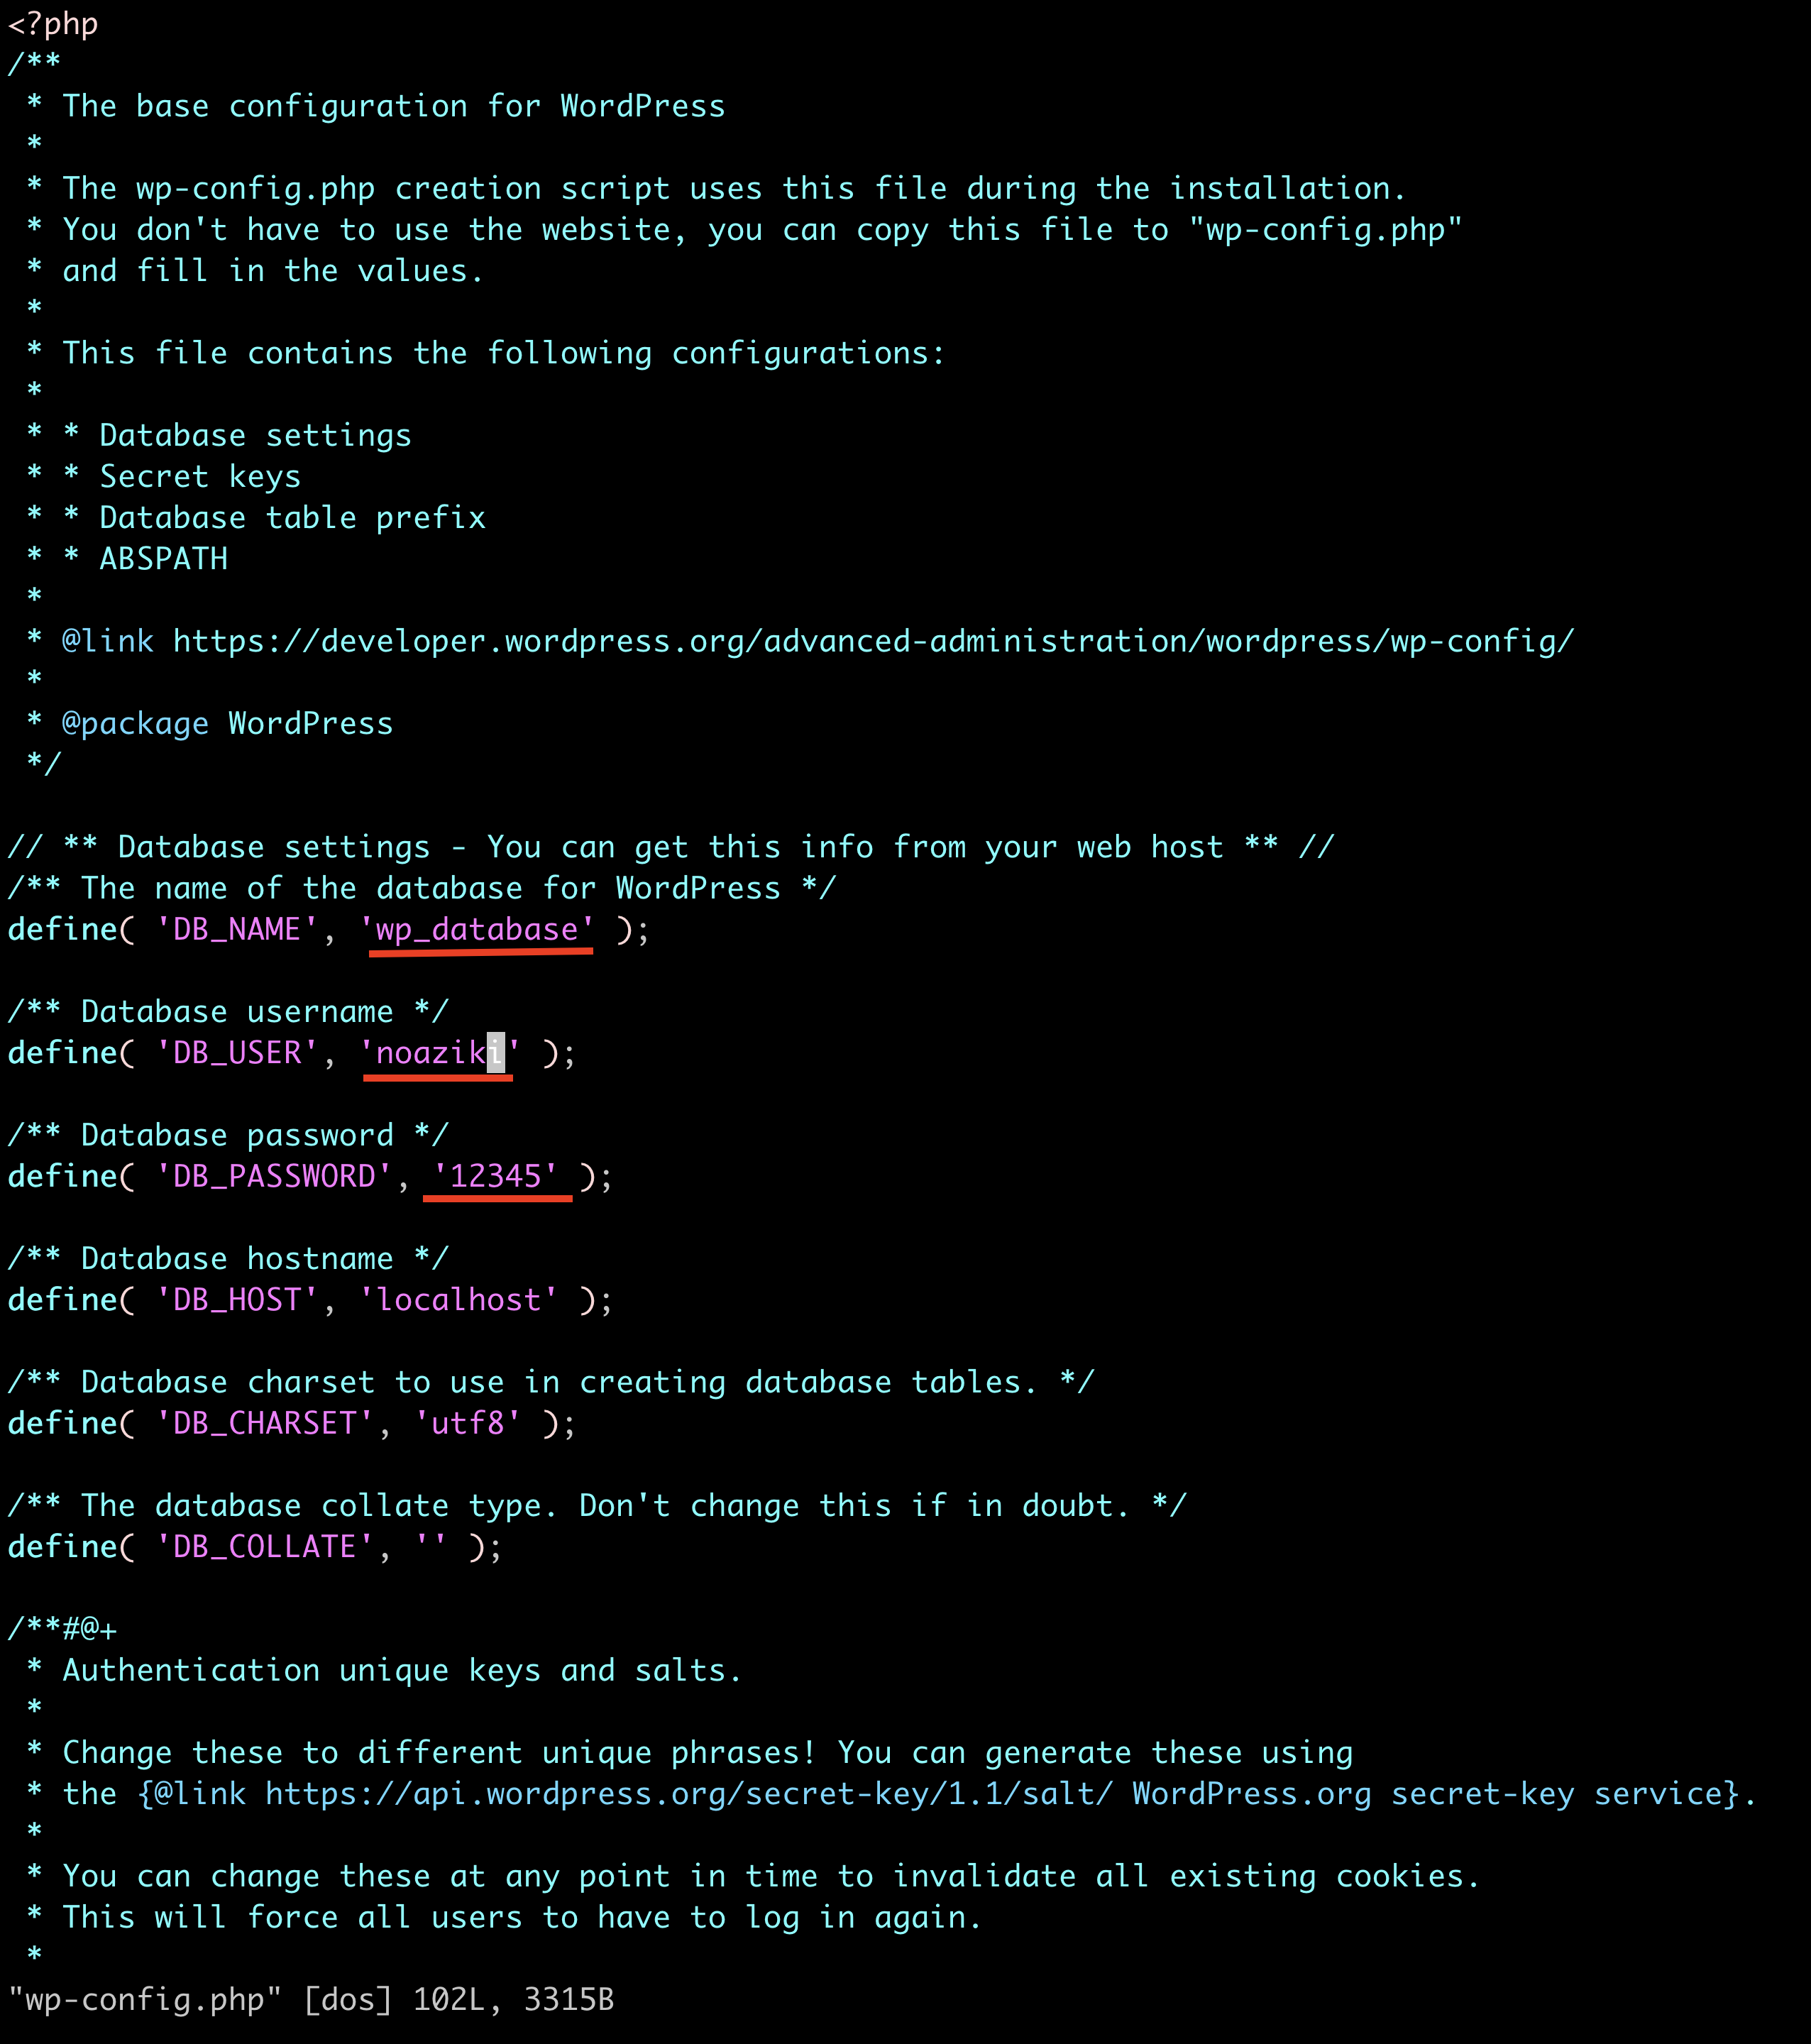 <?php
/**
 * The base configuration for WordPress
 *
 * The wp-config.php creation script uses this file during the installation.
 * You don't have to use the website, you can copy this file to "wp-config.php"
 * and fill in the values.
 *
 * This file contains the following configurations:
 *
 * * Database settings
 * * Secret keys
 * * Database table prefix
 * * ABSPATH
 *
 * @link https://developer.wordpress.org/advanced-administration/wordpress/wp-config/
 *
 * @package WordPress
 */

// ** Database settings - You can get this info from your web host ** //
/** The name of the database for WordPress */
define( 'DB_NAME', 'wp_database' );

/** Database username */
define( 'DB_USER', 'noaziki' );

/** Database password */
define( 'DB_PASSWORD', '12345' );

/** Database hostname */
define( 'DB_HOST', 'localhost' );

/** Database charset to use in creating database tables. */
define( 'DB_CHARSET', 'utf8' );

/** The database collate type. Don't change this if in doubt. */
define( 'DB_COLLATE', '' );

/**#@+
 * Authentication unique keys and salts.
 *
 * Change these to different unique phrases! You can generate these using
 * the {@link https://api.wordpress.org/secret-key/1.1/salt/ WordPress.org secret-key service}.
 *
 * You can change these at any point in time to invalidate all existing cookies.
 * This will force all users to have to log in again.
 *
"wp-config.php" [dos] 102L, 3315B